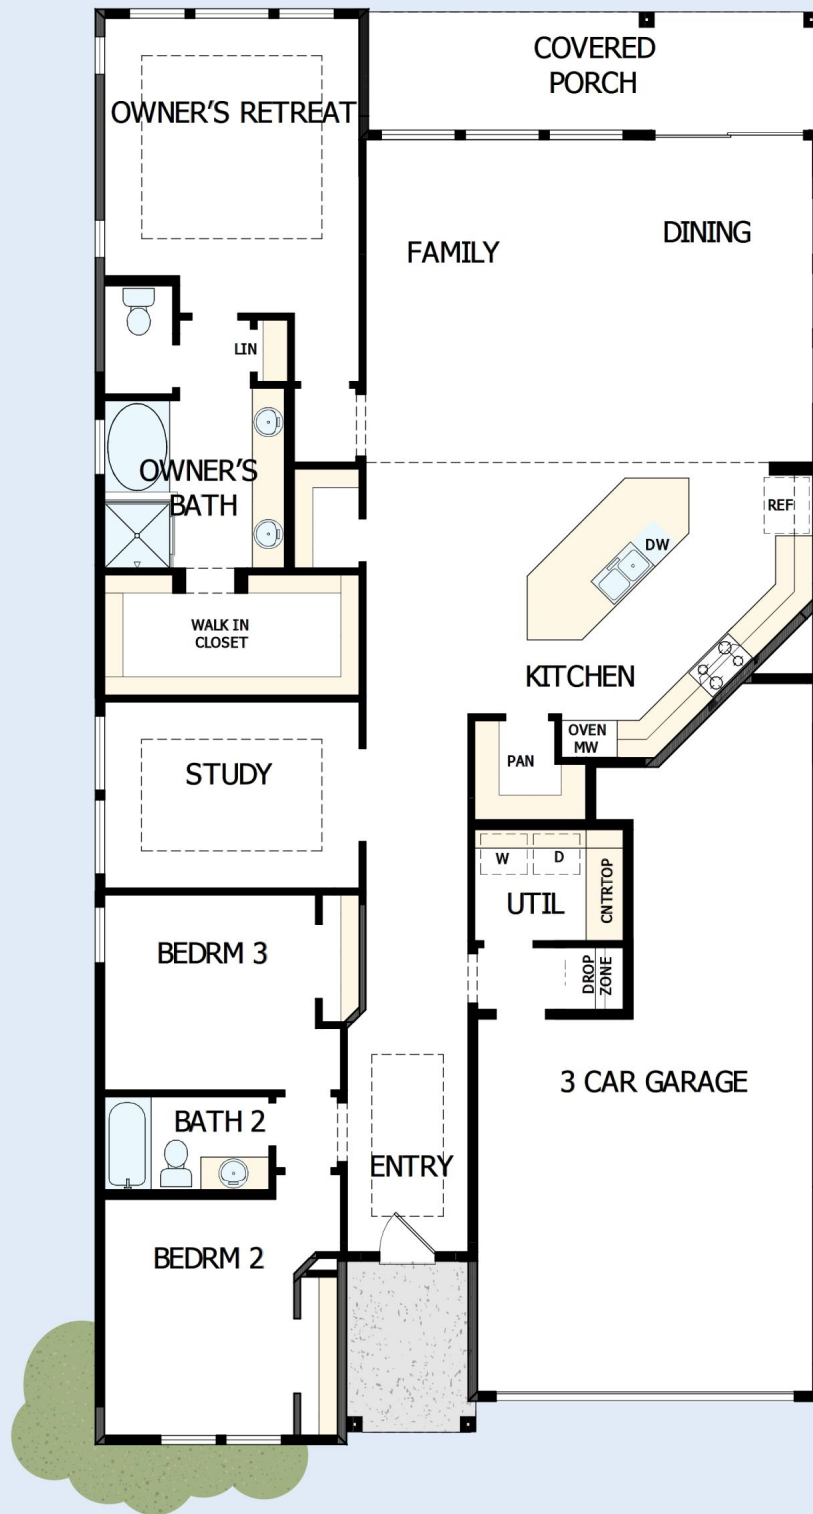 COVERED
PORCH
OWNER'S RETREAT
FAMILY
DINING
LIN
OWNER'S
BATH
REF
DW
WALK IN
CLOSET
KITCHEN
OVEN
MW
PAN
STUDY
W
D
UTIL
CNTRTOP
BEDRM 3
DROP
ZONE
3 CAR GARAGE
BATH 2
ENTRY
BEDRM 2